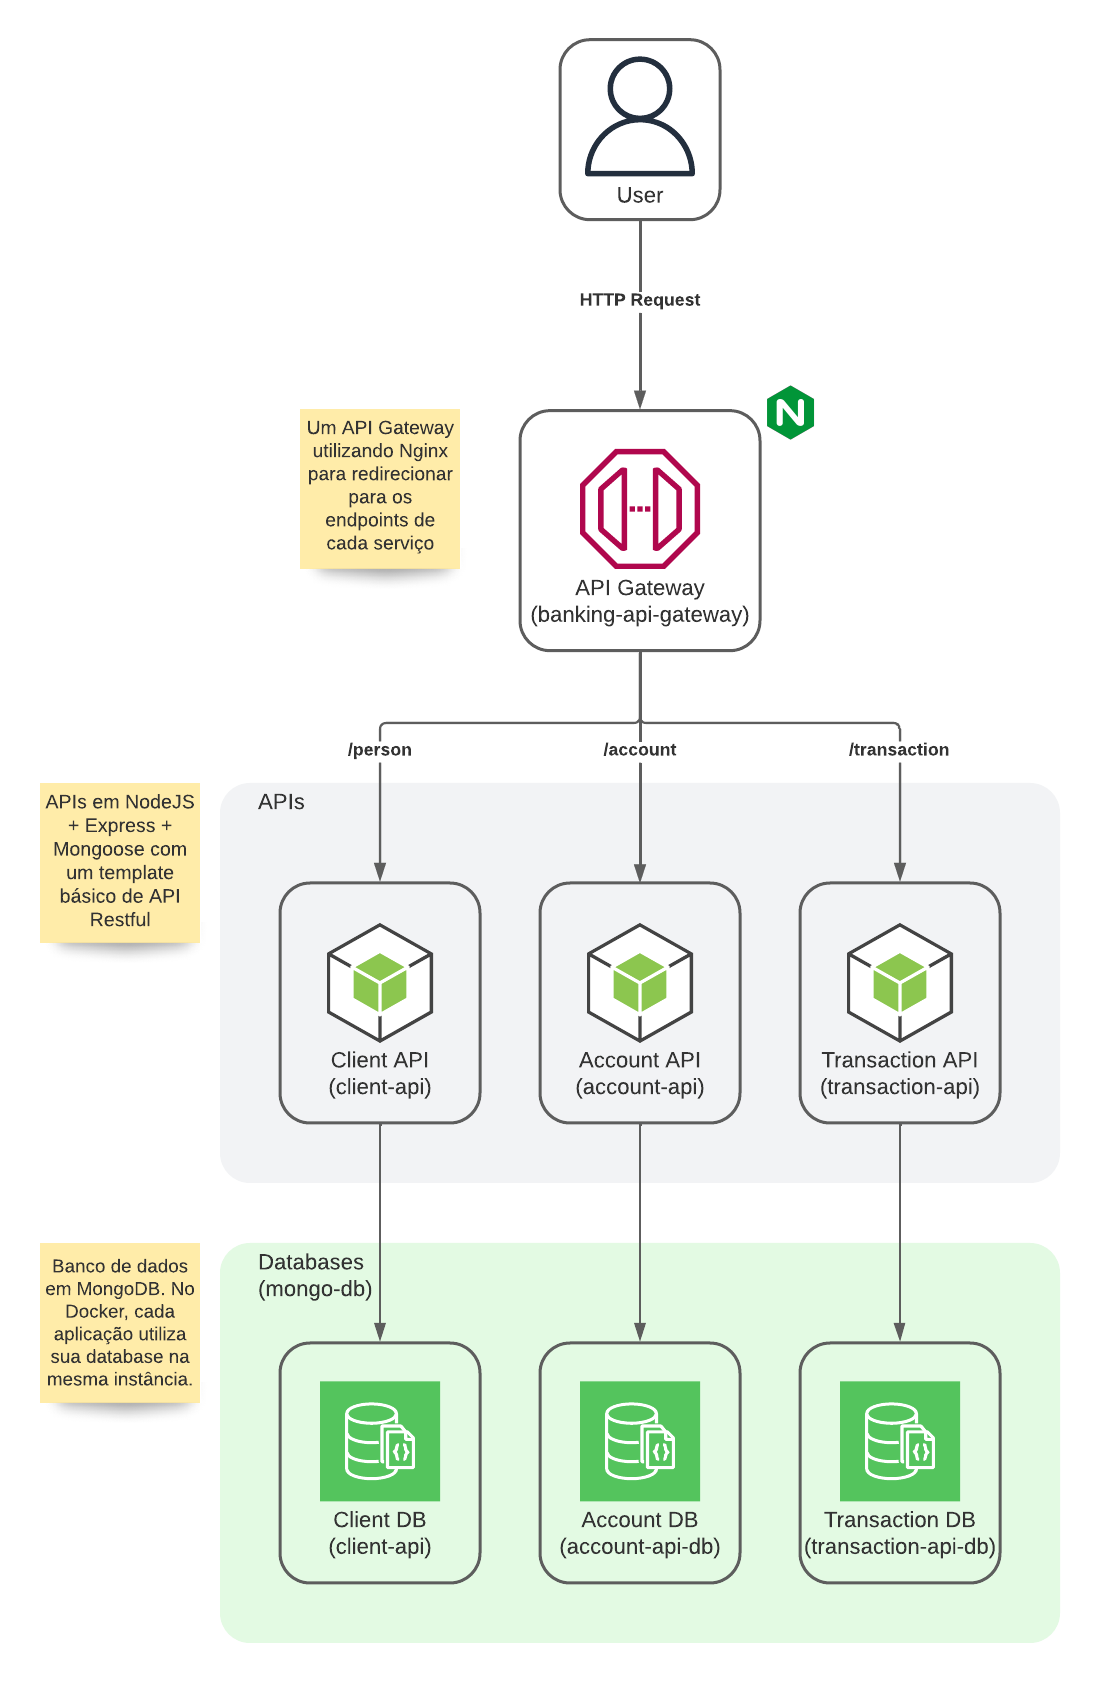 User
HTTP Request
Um API Gateway
utilizando Nginx
para redirecionar
para os
endpoints de
cada serviço
N
API Gateway
(banking-api-gateway)
/person
/account
/transaction
APIs em NodeJS
+ Express +
Mongoose com
um template
básico de API
Restful
APIs
Client API
(client-api)
Account API
(account-api)
Transaction API
(transaction-api)
Banco de dados
em MongoDB. No
Docker, cada
aplicação utiliza
sua database na
mesma instância.
Databases
(mongo-db)
Client DB
(client-api)
Account DB
(account-api-db)
Transaction DB
(transaction-api-db)